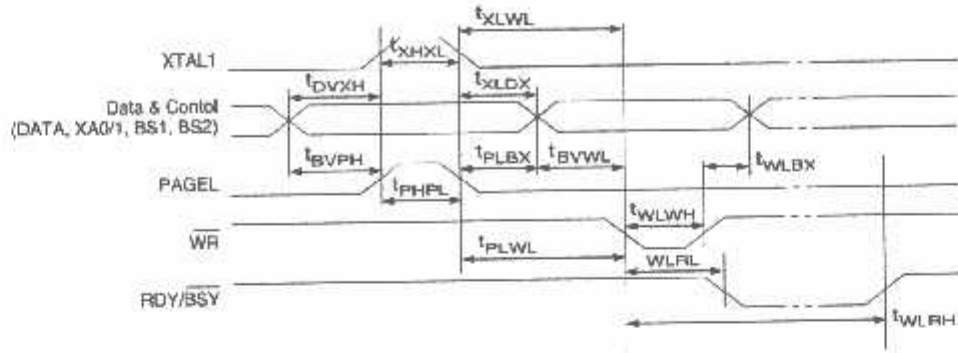 tXLWL
XTAL1
tXHXL
tDVXH
tXLDX
Data & Contol
(DATA, XA0/1, BS1, BS2)
tBVPH
tPLBX
tBVWL
tWLBX
PAGEL
tPHPL
tWLWH
WR
tPLWL
WLRL
RDY/BSY
tWLRH